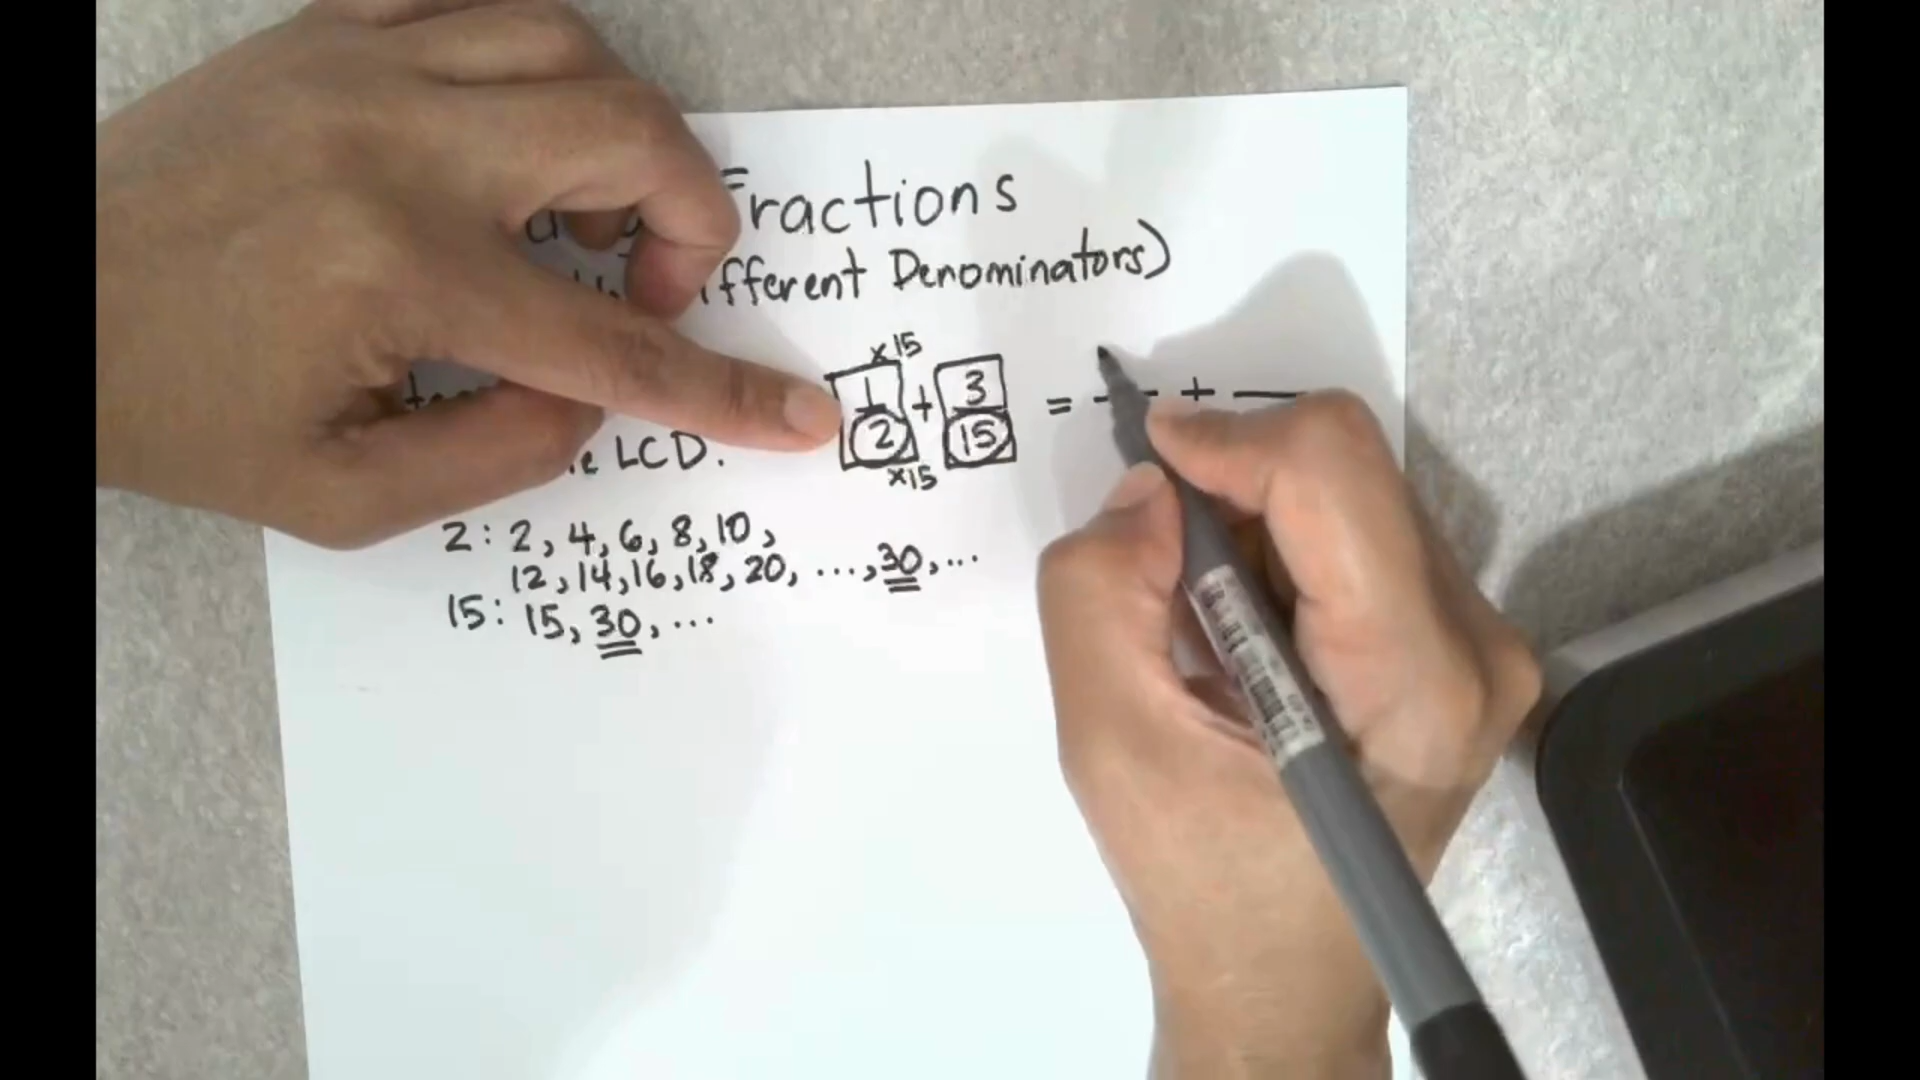 Fractions
Different Denominators)
x15
1/2 + 3/15 = — + —
x15
LCD.
2: 2, 4, 6, 8, 10,
12, 14, 16, 18, 20, ..., 30, ...
15: 15, 30, ...